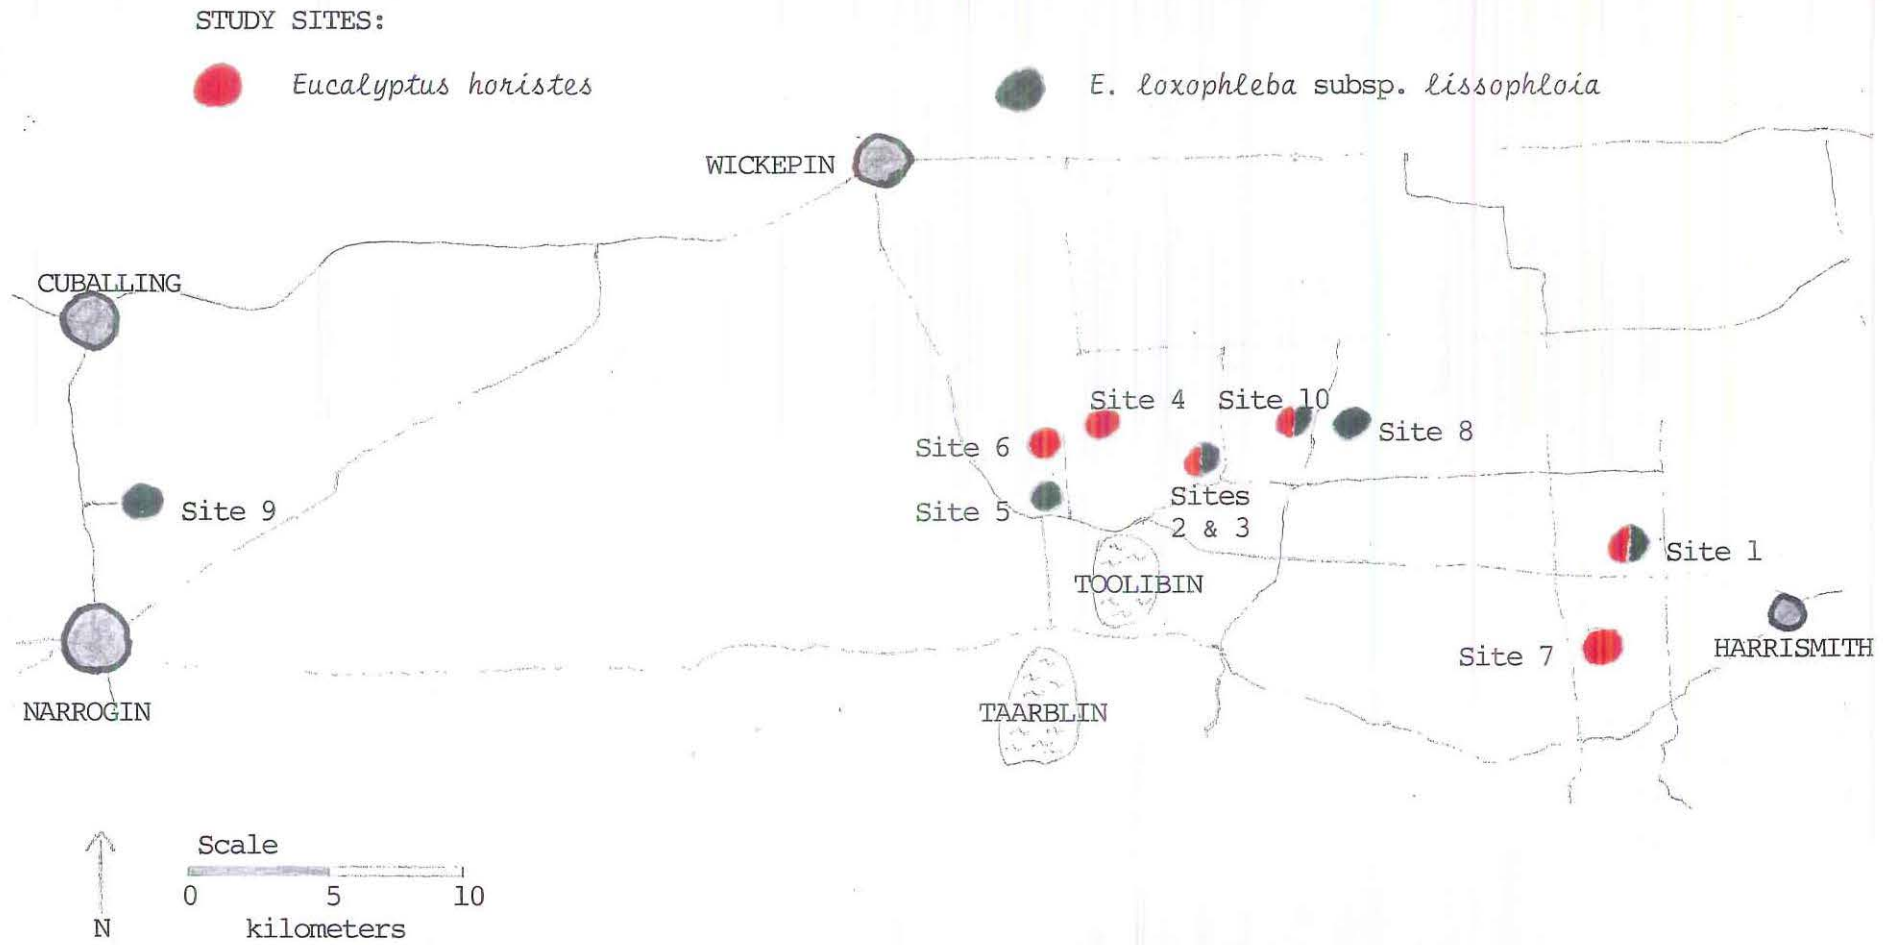 STUDY SITES:
Eucalyptus horistes
E. loxophleba subsp. lissophloia
WICKEPIN
CUBALLING
Site 4
Site 10
Site 6
Site 8
Site 9
Site 5
Sites
2 & 3
Site 1
TOOLIBIN
HARRISMITH
Site 7
NARROGIN
TAARBLIN
Scale
0 5 10
N
kilometers